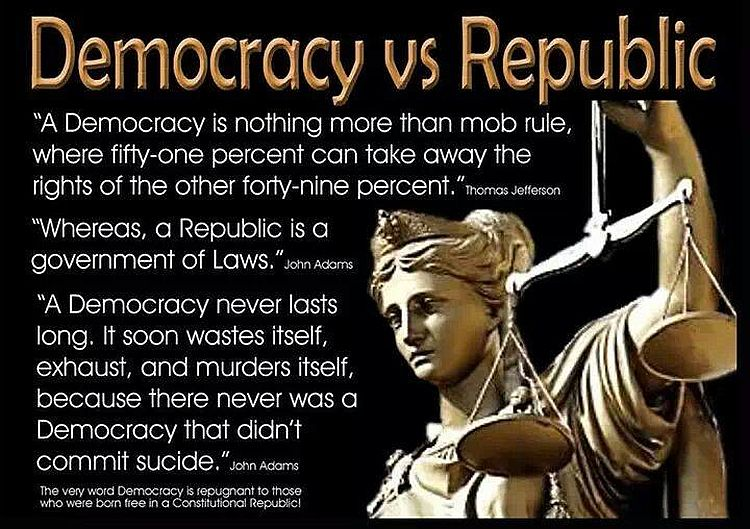 Democracy vs Republic
“A Democracy is nothing more than mob rule,
where fifty-one percent can take away the
rights of the other forty-nine percent.” Thomas Jefferson
“Whereas, a Republic is a
government of Laws.” John Adams
“A Democracy never lasts
long. It soon wastes itself,
exhaust, and murders itself,
because there never was a
Democracy that didn’t
commit sucide.” John Adams
The very word Democracy is repugnant to those
who were born free in a Constitutional Republic!